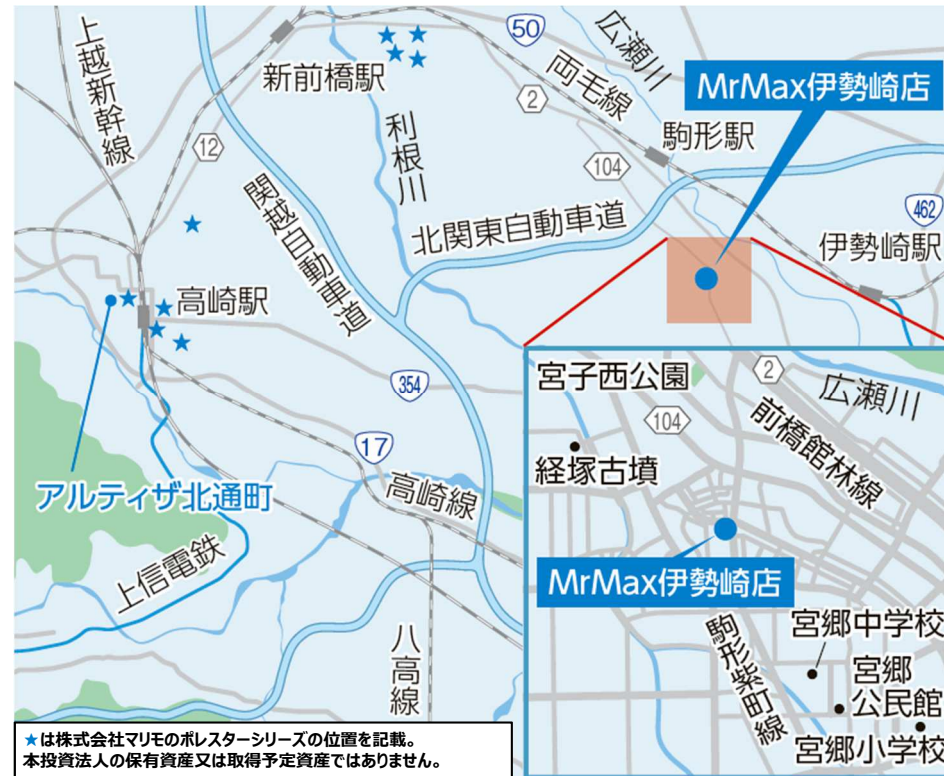 上越新幹線
新前橋駅
12
利根川
50
広瀬川
両毛線
2
MrMax伊勢崎店
駒形駅
104
462
関越自動車道
北関東自動車道
伊勢崎駅
高崎駅
354
17
高崎線
アルティザ北通町
上信電鉄
八高線
宮子西公園
2
広瀬川
104
前橋館林線
経塚古墳
MrMax伊勢崎店
駒形柴町線
宮郷中学校
宮郷
公民館
宮郷小学校
★は株式会社マリモのポレスターシリーズの位置を記載。
本投資法人の保有資産又は取得予定資産ではありません。